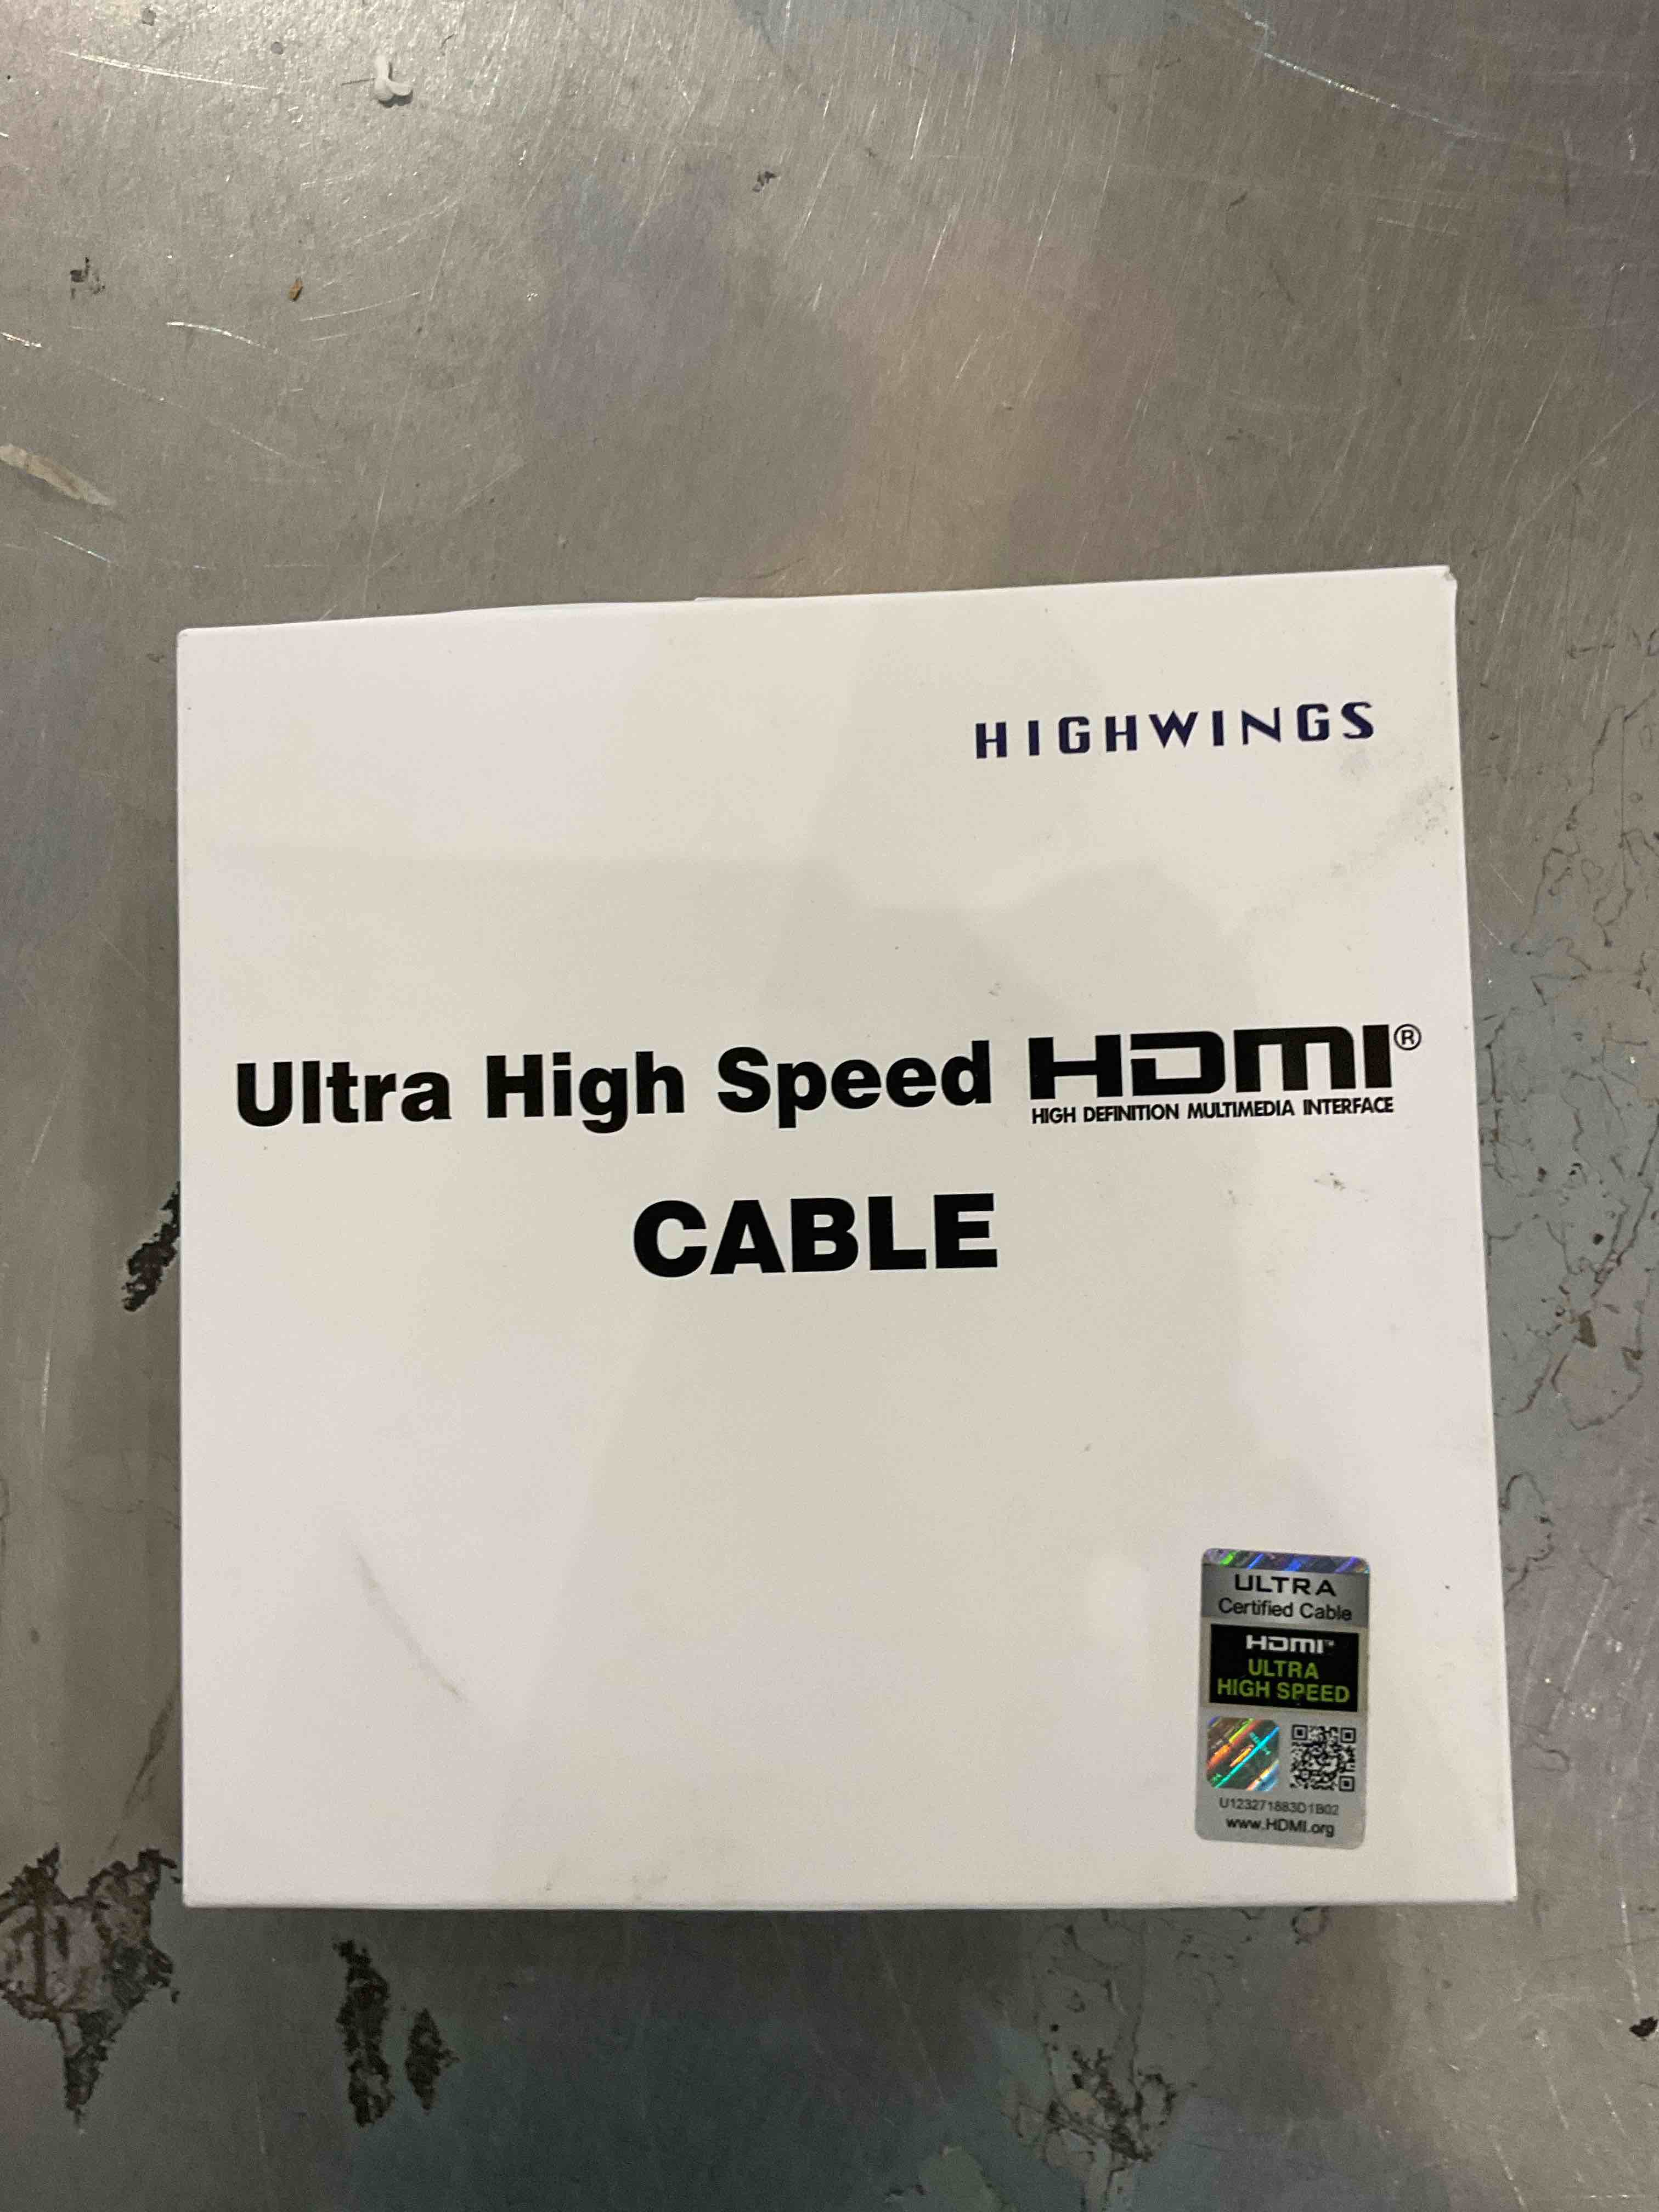 HIGHWINGS
Ultra High Speed HDMI®
HIGH DEFINITION MULTIMEDIA INTERFACE
CABLE
ULTRA
Certified Cable
HDMI™
ULTRA
HIGH SPEED
U123271883D1B02
www.HDMI.org